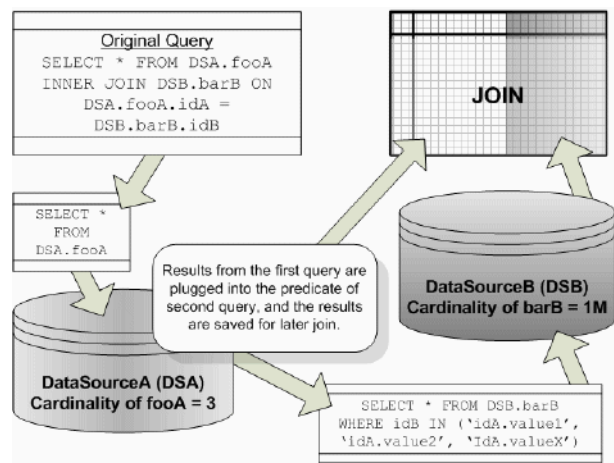 Original Query
SELECT * FROM DSA.fooA
INNER JOIN DSB.barB ON
DSA.fooA.idA =
DSB.barB.idB
JOIN
SELECT *
FROM
DSA.fooA
Results from the first query are
plugged into the predicate of
second query, and the results
are saved for later join.
DataSourceB (DSB)
Cardinality of barB = 1M
DataSourceA (DSA)
Cardinality of fooA = 3
SELECT * FROM DSB.barB
WHERE idB IN ('idA.value1',
'idA.value2', 'IdA.valueX')